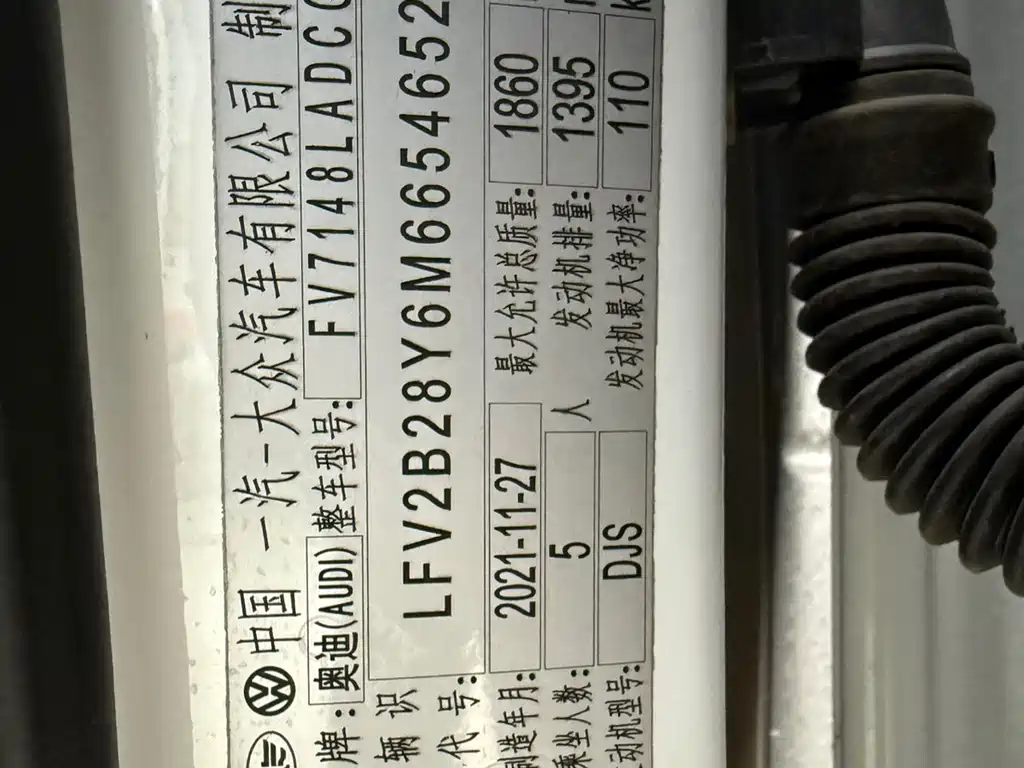 中国 一汽-大众汽车有限公司 制
牌: 奥迪(AUDI) 整车型号: FV7148LADC
辆识 LFV2B28Y6M6654652
代号:
制造年月: 2021-11-27 最大允许总质量: 1860
乘坐人数: 5 人 发动机排量: 1395
发动机型号: DJS 发动机最大净功率: 110 k